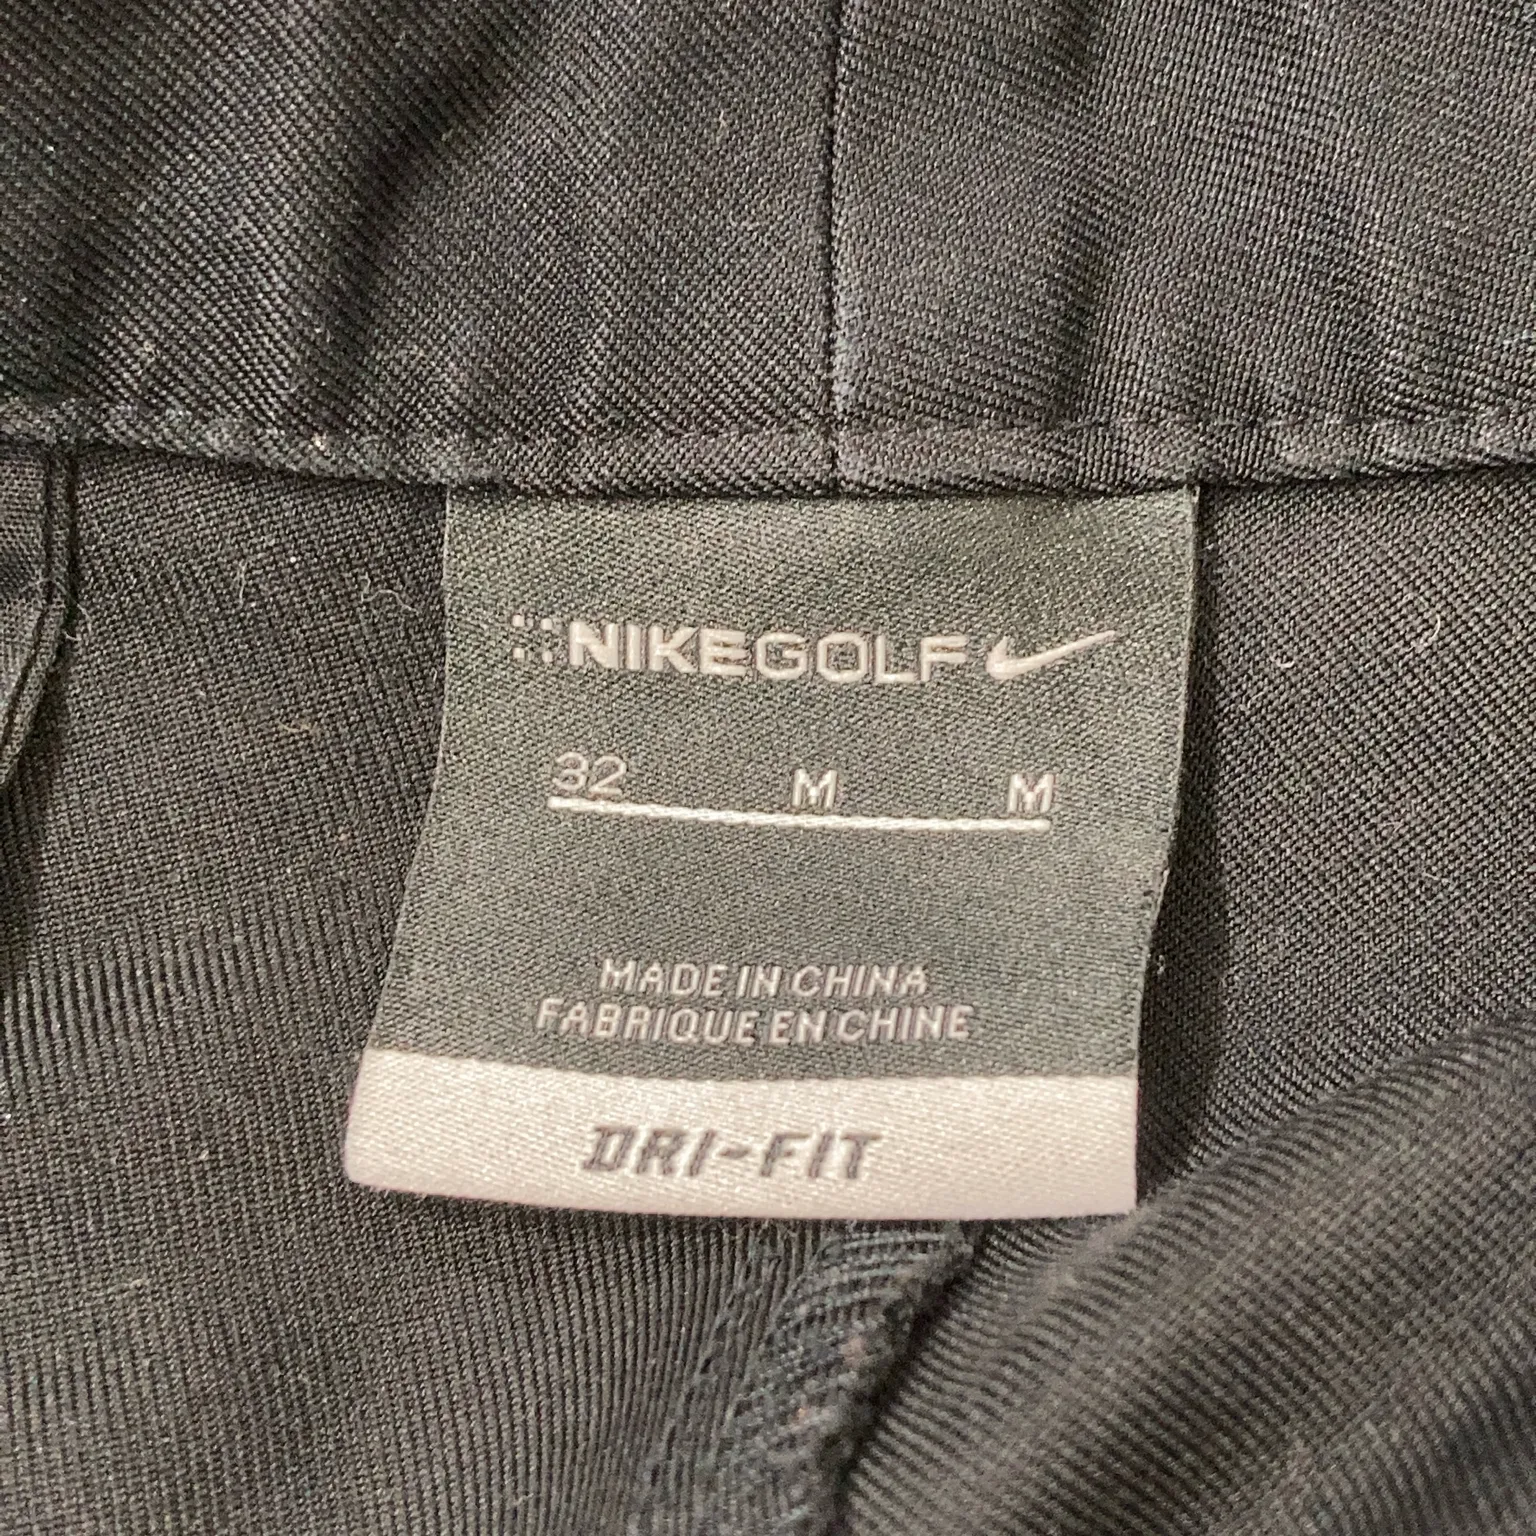 NIKEGOLF
32 M M
MADE IN CHINA
FABRIQUE EN CHINE
DRI-FIT